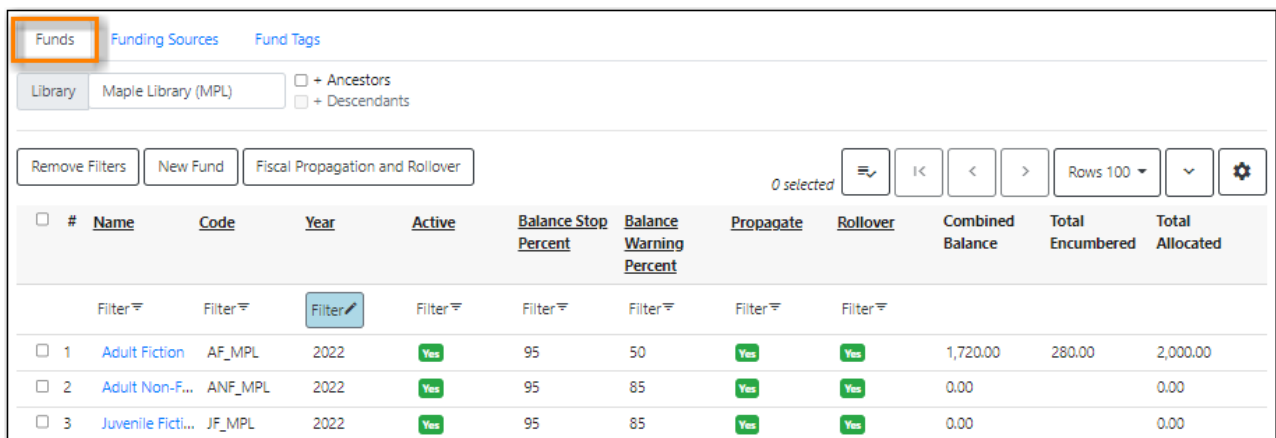 Funds Funding Sources Fund Tags
Library Maple Library (MPL) + Ancestors
+ Descendants
Remove Filters New Fund Fiscal Propagation and Rollover 0 selected Rows 100
# Name Code Year Active Balance Stop Percent Balance Warning Percent Propagate Rollover Combined Balance Total Encumbered Total Allocated
Filter Filter Filter Filter Filter Filter Filter Filter
1 Adult Fiction AF_MPL 2022 Yes 95 50 Yes Yes 1,720.00 280.00 2,000.00
2 Adult Non-F... ANF_MPL 2022 Yes 95 85 Yes Yes 0.00 0.00
3 Juvenile Ficti... JF_MPL 2022 Yes 95 85 Yes Yes 0.00 0.00